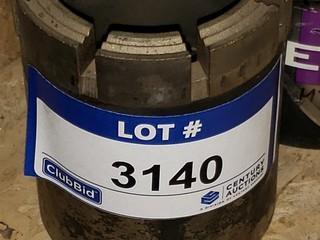 LOT #
3140
ClubBid
CENTURY
AUCTIONS
E